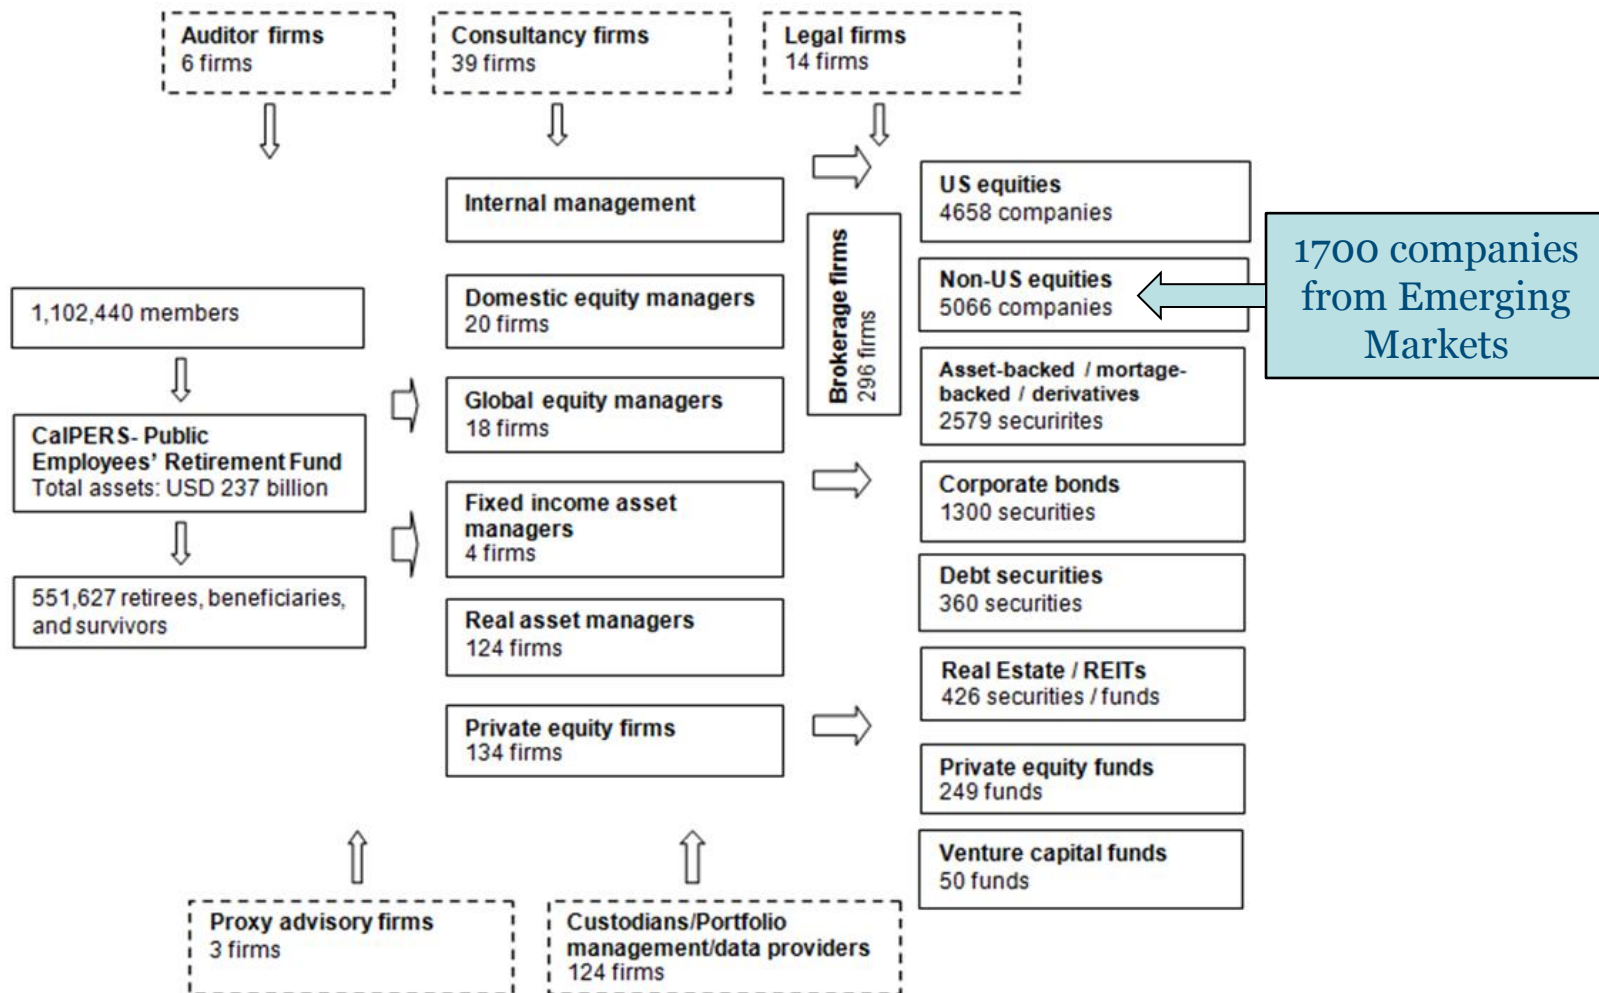 Auditor firms
6 firms
Consultancy firms
39 firms
Legal firms
14 firms
1,102,440 members
CalPERS- Public
Employees' Retirement Fund
Total assets: USD 237 billion
551,627 retirees, beneficiaries,
and survivors
Internal management
Domestic equity managers
20 firms
Global equity managers
18 firms
Fixed income asset
managers
4 firms
Real asset managers
124 firms
Private equity firms
134 firms
Brokerage firms
296 firms
US equities
4658 companies
Non-US equities
5066 companies
Asset-backed / mortage-
backed / derivatives
2579 securirites
Corporate bonds
1300 securities
Debt securities
360 securities
Real Estate / REITs
426 securities / funds
Private equity funds
249 funds
Venture capital funds
50 funds
1700 companies
from Emerging
Markets
Proxy advisory firms
3 firms
Custodians/Portfolio
management/data providers
124 firms